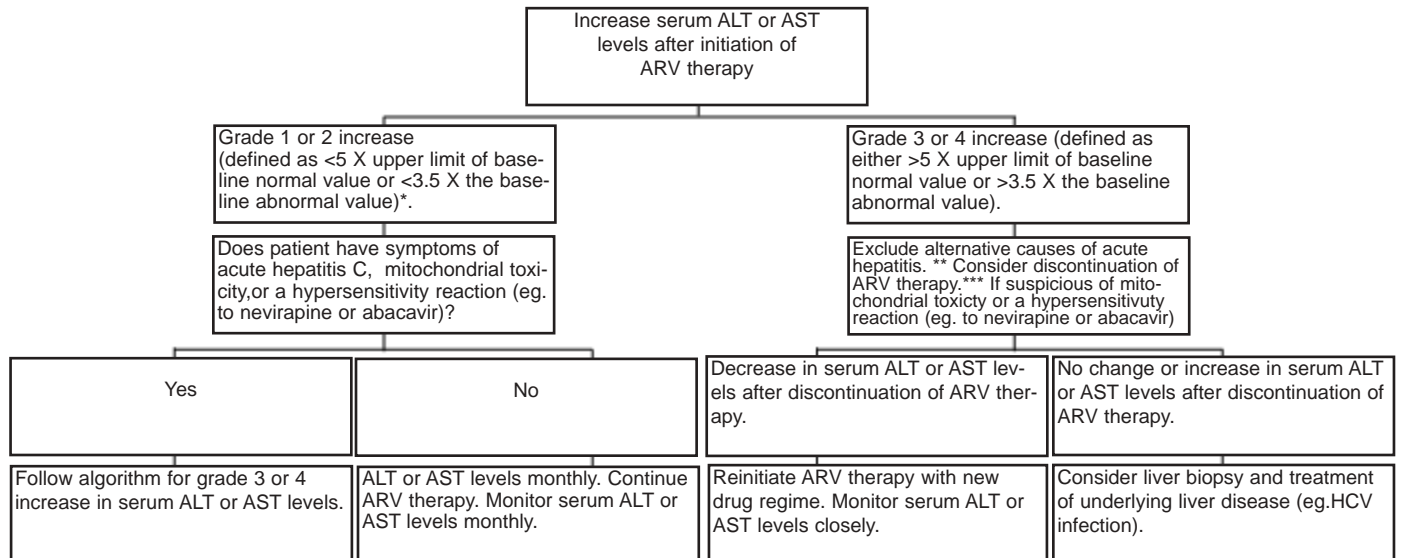 Increase serum ALT or AST
levels after initiation of
ARV therapy
Grade 1 or 2 increase
(defined as <5 X upper limit of base-
line normal value or <3.5 X the base-
line abnormal value)*.
Grade 3 or 4 increase (defined as
either >5 X upper limit of baseline
normal value or >3.5 X the baseline
abnormal value).
Does patient have symptoms of
acute hepatitis C, mitochondrial toxi-
city,or a hypersensitivity reaction (eg.
to nevirapine or abacavir)?
Exclude alternative causes of acute
hepatitis. ** Consider discontinuation of
ARV therapy.*** If suspicious of mito-
chondrial toxicty or a hypersensitivuty
reaction (eg. to nevirapine or abacavir)
Yes
No
Decrease in serum ALT or AST lev-
els after discontinuation of ARV ther-
apy.
No change or increase in serum ALT
or AST levels after discontinuation of
ARV therapy.
Follow algorithm for grade 3 or 4
increase in serum ALT or AST levels.
ALT or AST levels monthly. Continue
ARV therapy. Monitor serum ALT or
AST levels monthly.
Reinitiate ARV therapy with new
drug regime. Monitor serum ALT or
AST levels closely.
Consider liver biopsy and treatment
of underlying liver disease (eg.HCV
infection).